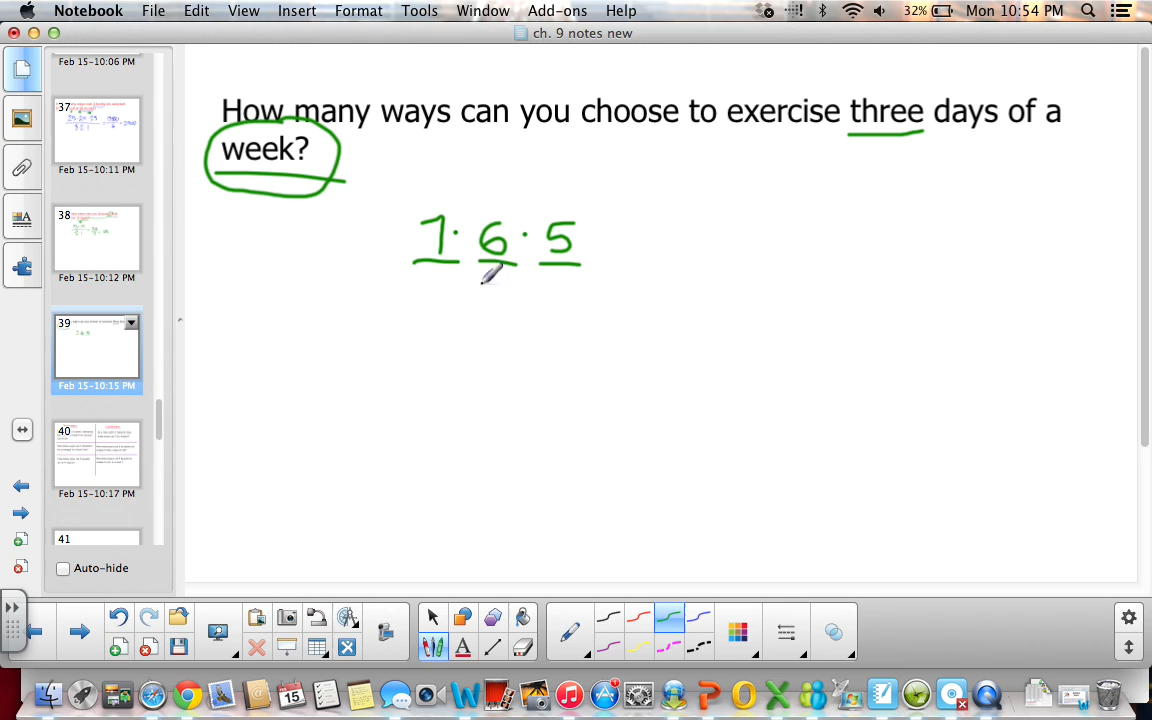 Notebook File Edit View Insert Format Tools Window Add-ons Help 32% Mon 10:54 PM
ch. 9 notes new
Feb 15-10:06 PM
37
Feb 15-10:11 PM
38
Feb 15-10:12 PM
39
Feb 15-10:15 PM
40
Feb 15-10:17 PM
41
Auto-hide
How many ways can you choose to exercise three days of a
week?
7 · 6 · 5